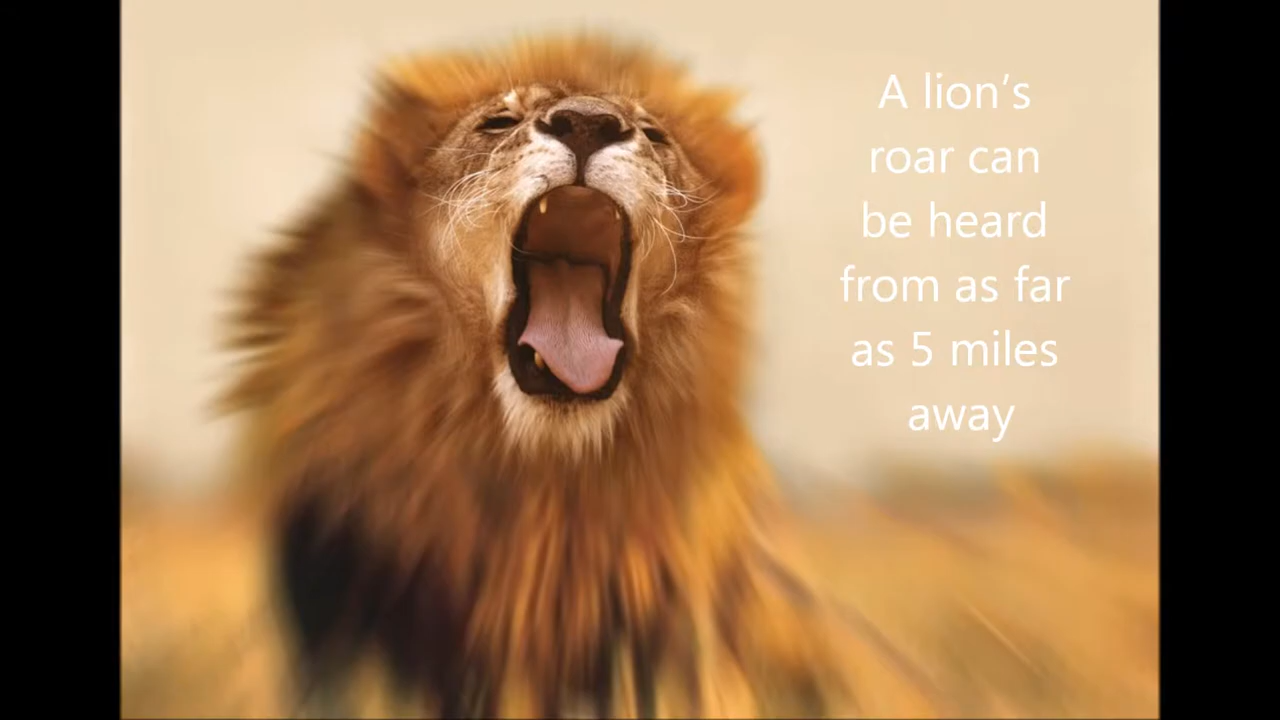 A lion’s
roar can
be heard
from as far
as 5 miles
away